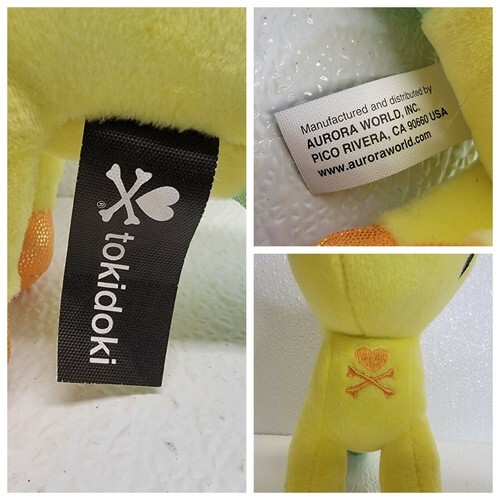 ® tokidoki
Manufactured and distributed by
AURORA WORLD, INC.
PICO RIVERA, CA 90660 USA
www.auroraworld.com